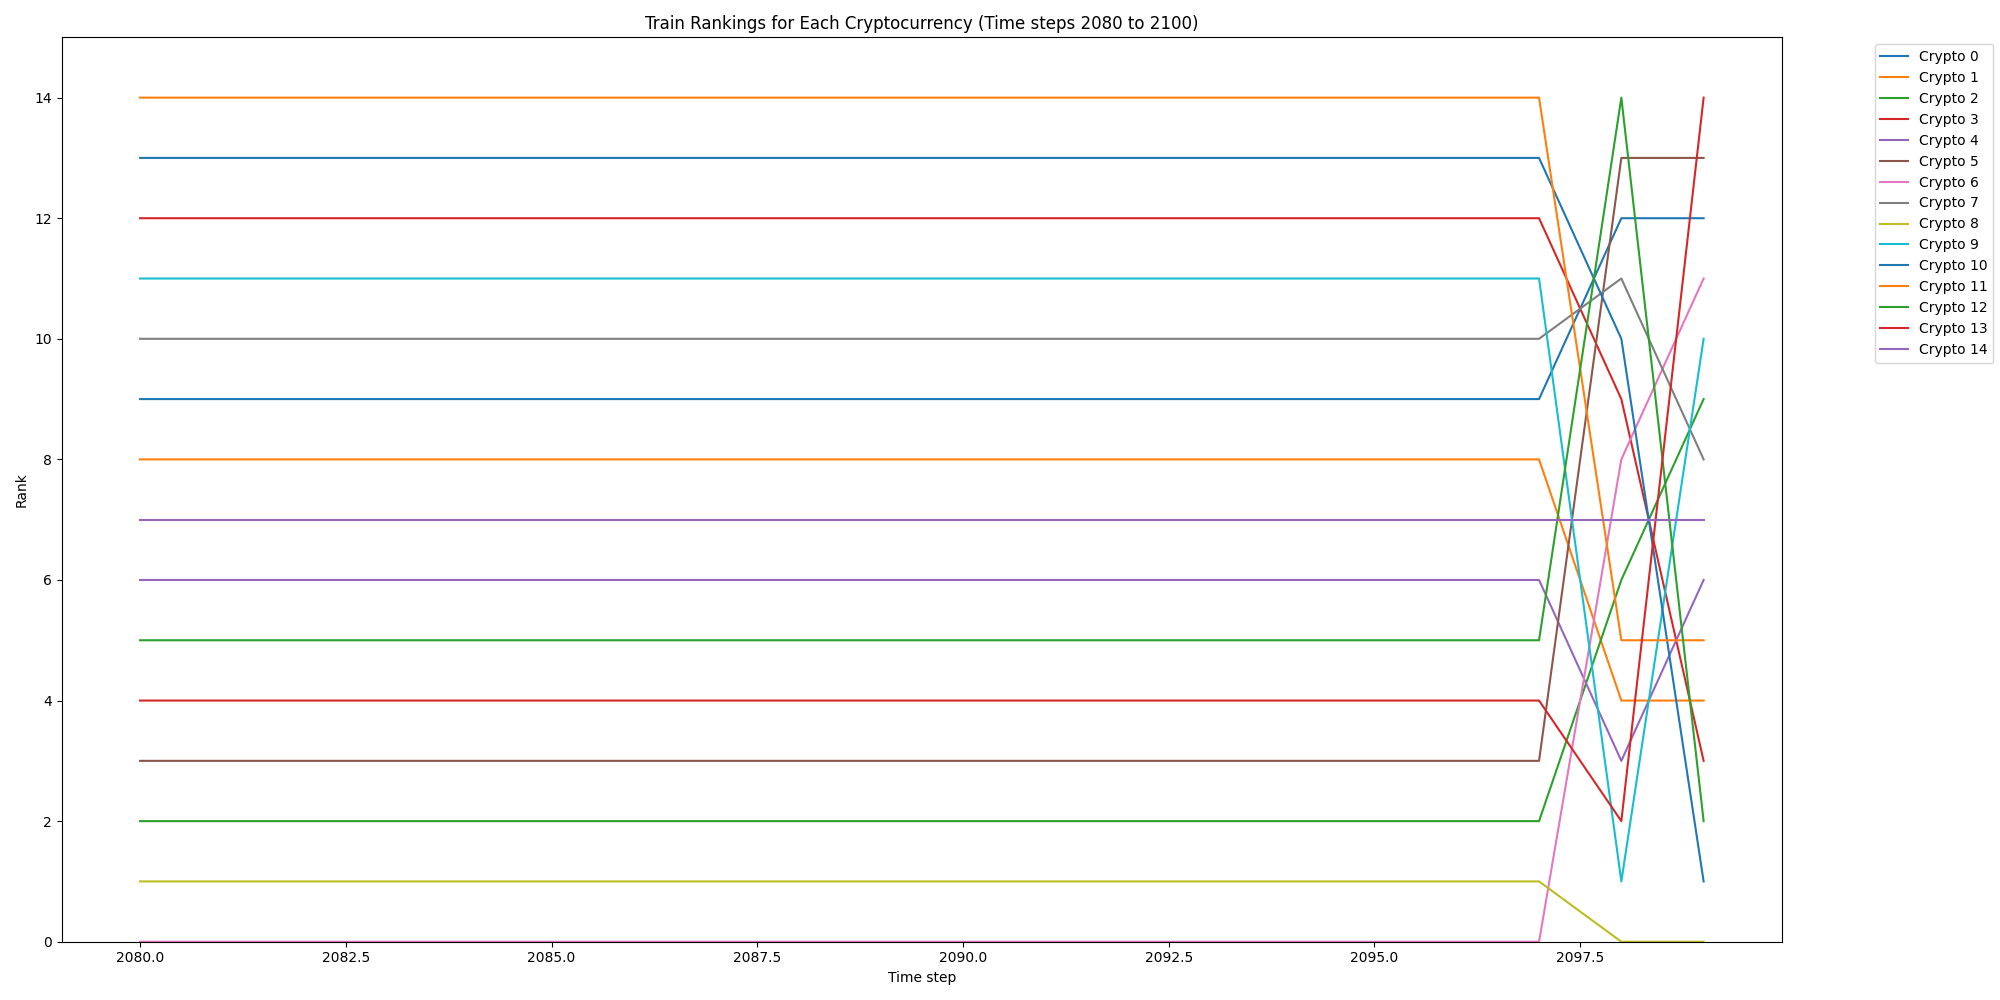 Train Rankings for Each Cryptocurrency (Time steps 2080 to 2100)
Rank
14
12
10
8
6
4
2
0
2080.0 2082.5 2085.0 2087.5 2090.0 2092.5 2095.0 2097.5
Time step
Crypto 0
Crypto 1
Crypto 2
Crypto 3
Crypto 4
Crypto 5
Crypto 6
Crypto 7
Crypto 8
Crypto 9
Crypto 10
Crypto 11
Crypto 12
Crypto 13
Crypto 14